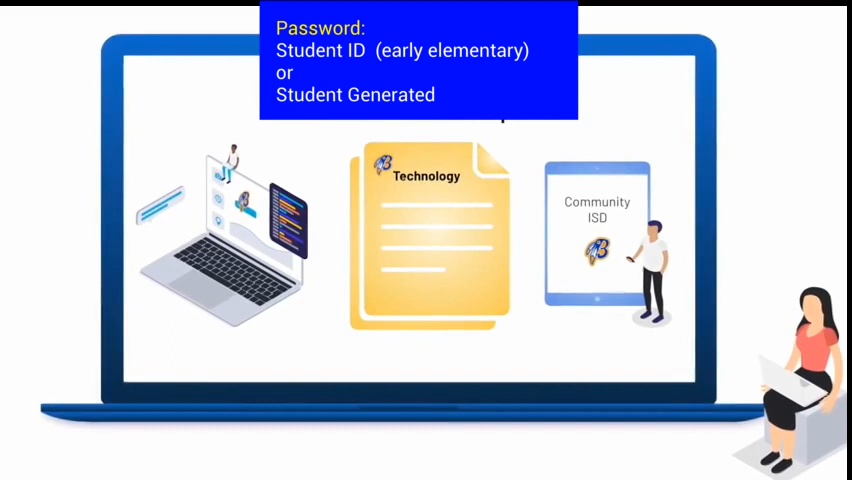 Password:
Student ID  (early elementary)
or
Student Generated
Technology
Community
ISD